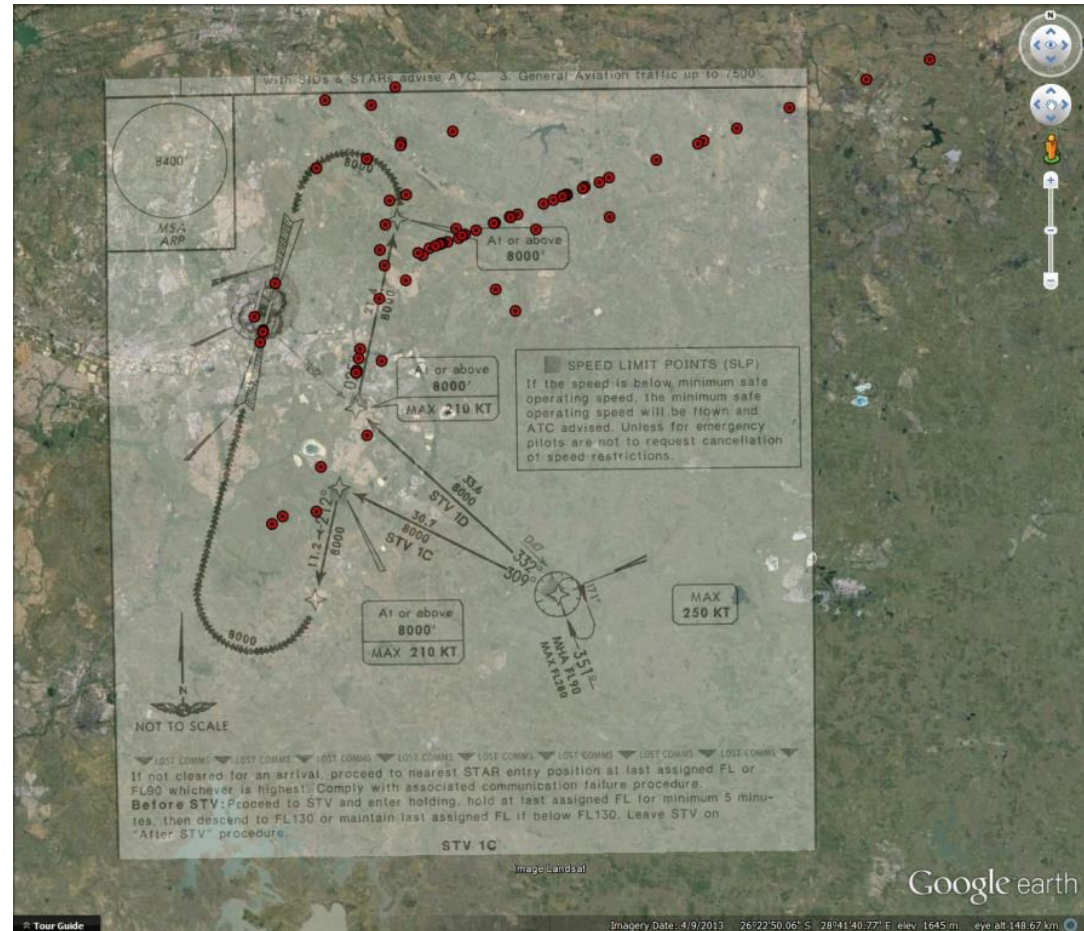 with SIDs & STARs advise ATC. 3. General Aviation traffic up to 7500'
N
8400'
MSA
ARP
8000
At or above
8000'
21.4
8000
At or above
8000'
MAX 210 KT
SPEED LIMIT POINTS (SLP)
If the speed is below minimum safe
operating speed, the minimum safe
operating speed will be flown and
ATC advised. Unless for emergency
pilots are not to request cancellation
of speed restrictions.
33.6
8000
STV 1D
30.7
8000
STV 1C
212°
11.2
8000
332°
309°
171°
351°
MHA FL90
MAX FL280
MAX
250 KT
At or above
8000'
MAX 210 KT
8000
N
NOT TO SCALE
LOST COMMS LOST COMMS LOST COMMS LOST COMMS LOST COMMS LOST COMMS LOST COMMS LOST COMMS
If not cleared for an arrival, proceed to nearest STAR entry position at last assigned FL or
FL90 whichever is highest. Comply with associated communication failure procedure.
Before STV: Proceed to STV and enter holding, hold at last assigned FL for minimum 5 minu-
tes, then descend to FL130 or maintain last assigned FL if below FL130. Leave STV on
"After STV" procedure.
STV 1C
Image Landsat
Google earth
Tour Guide
Imagery Date: 4/9/2013 26°22'50.06" S 28°41'40.77" E elev 1645 m eye alt 148.67 km